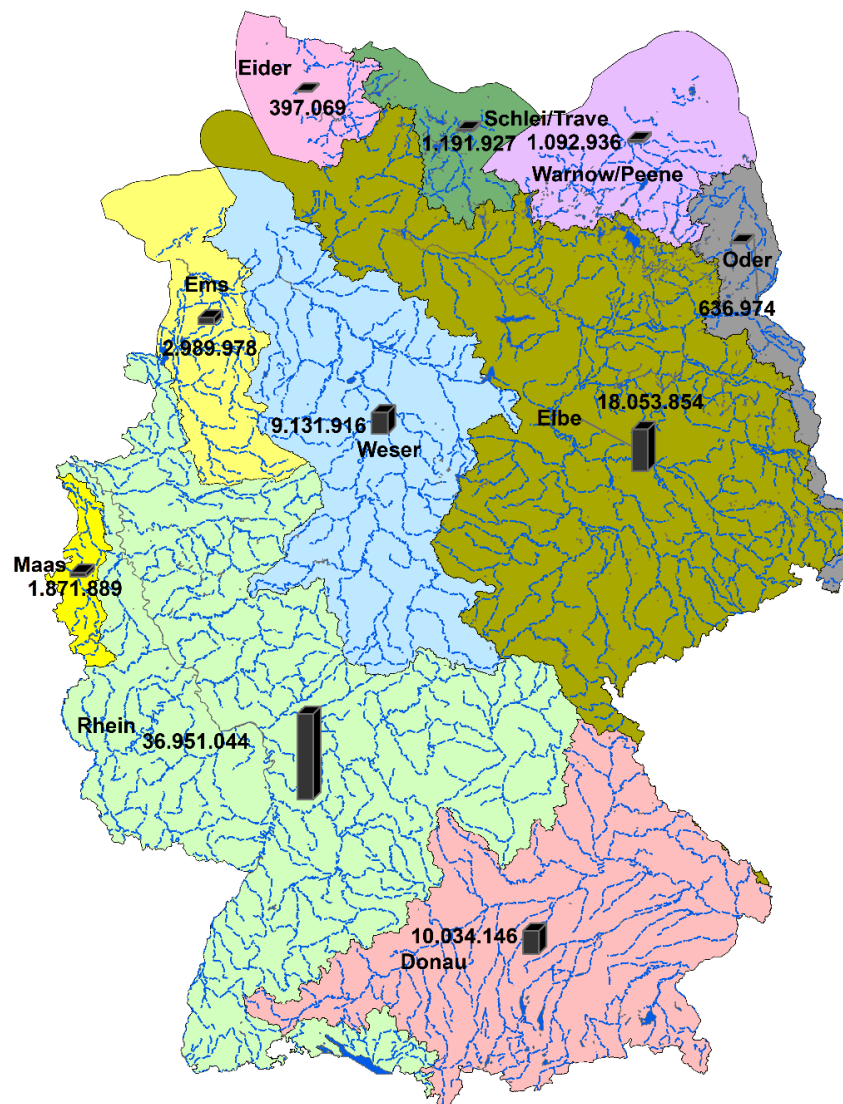 Eider
397.069
Schlei/Trave
1.191.927
1.092.936
Warnow/Peene
Oder
636.974
Ems
2.989.978
18.053.854
Elbe
9.131.916
Weser
Maas
1.871.889
Rhein
36.951.044
10.034.146
Donau